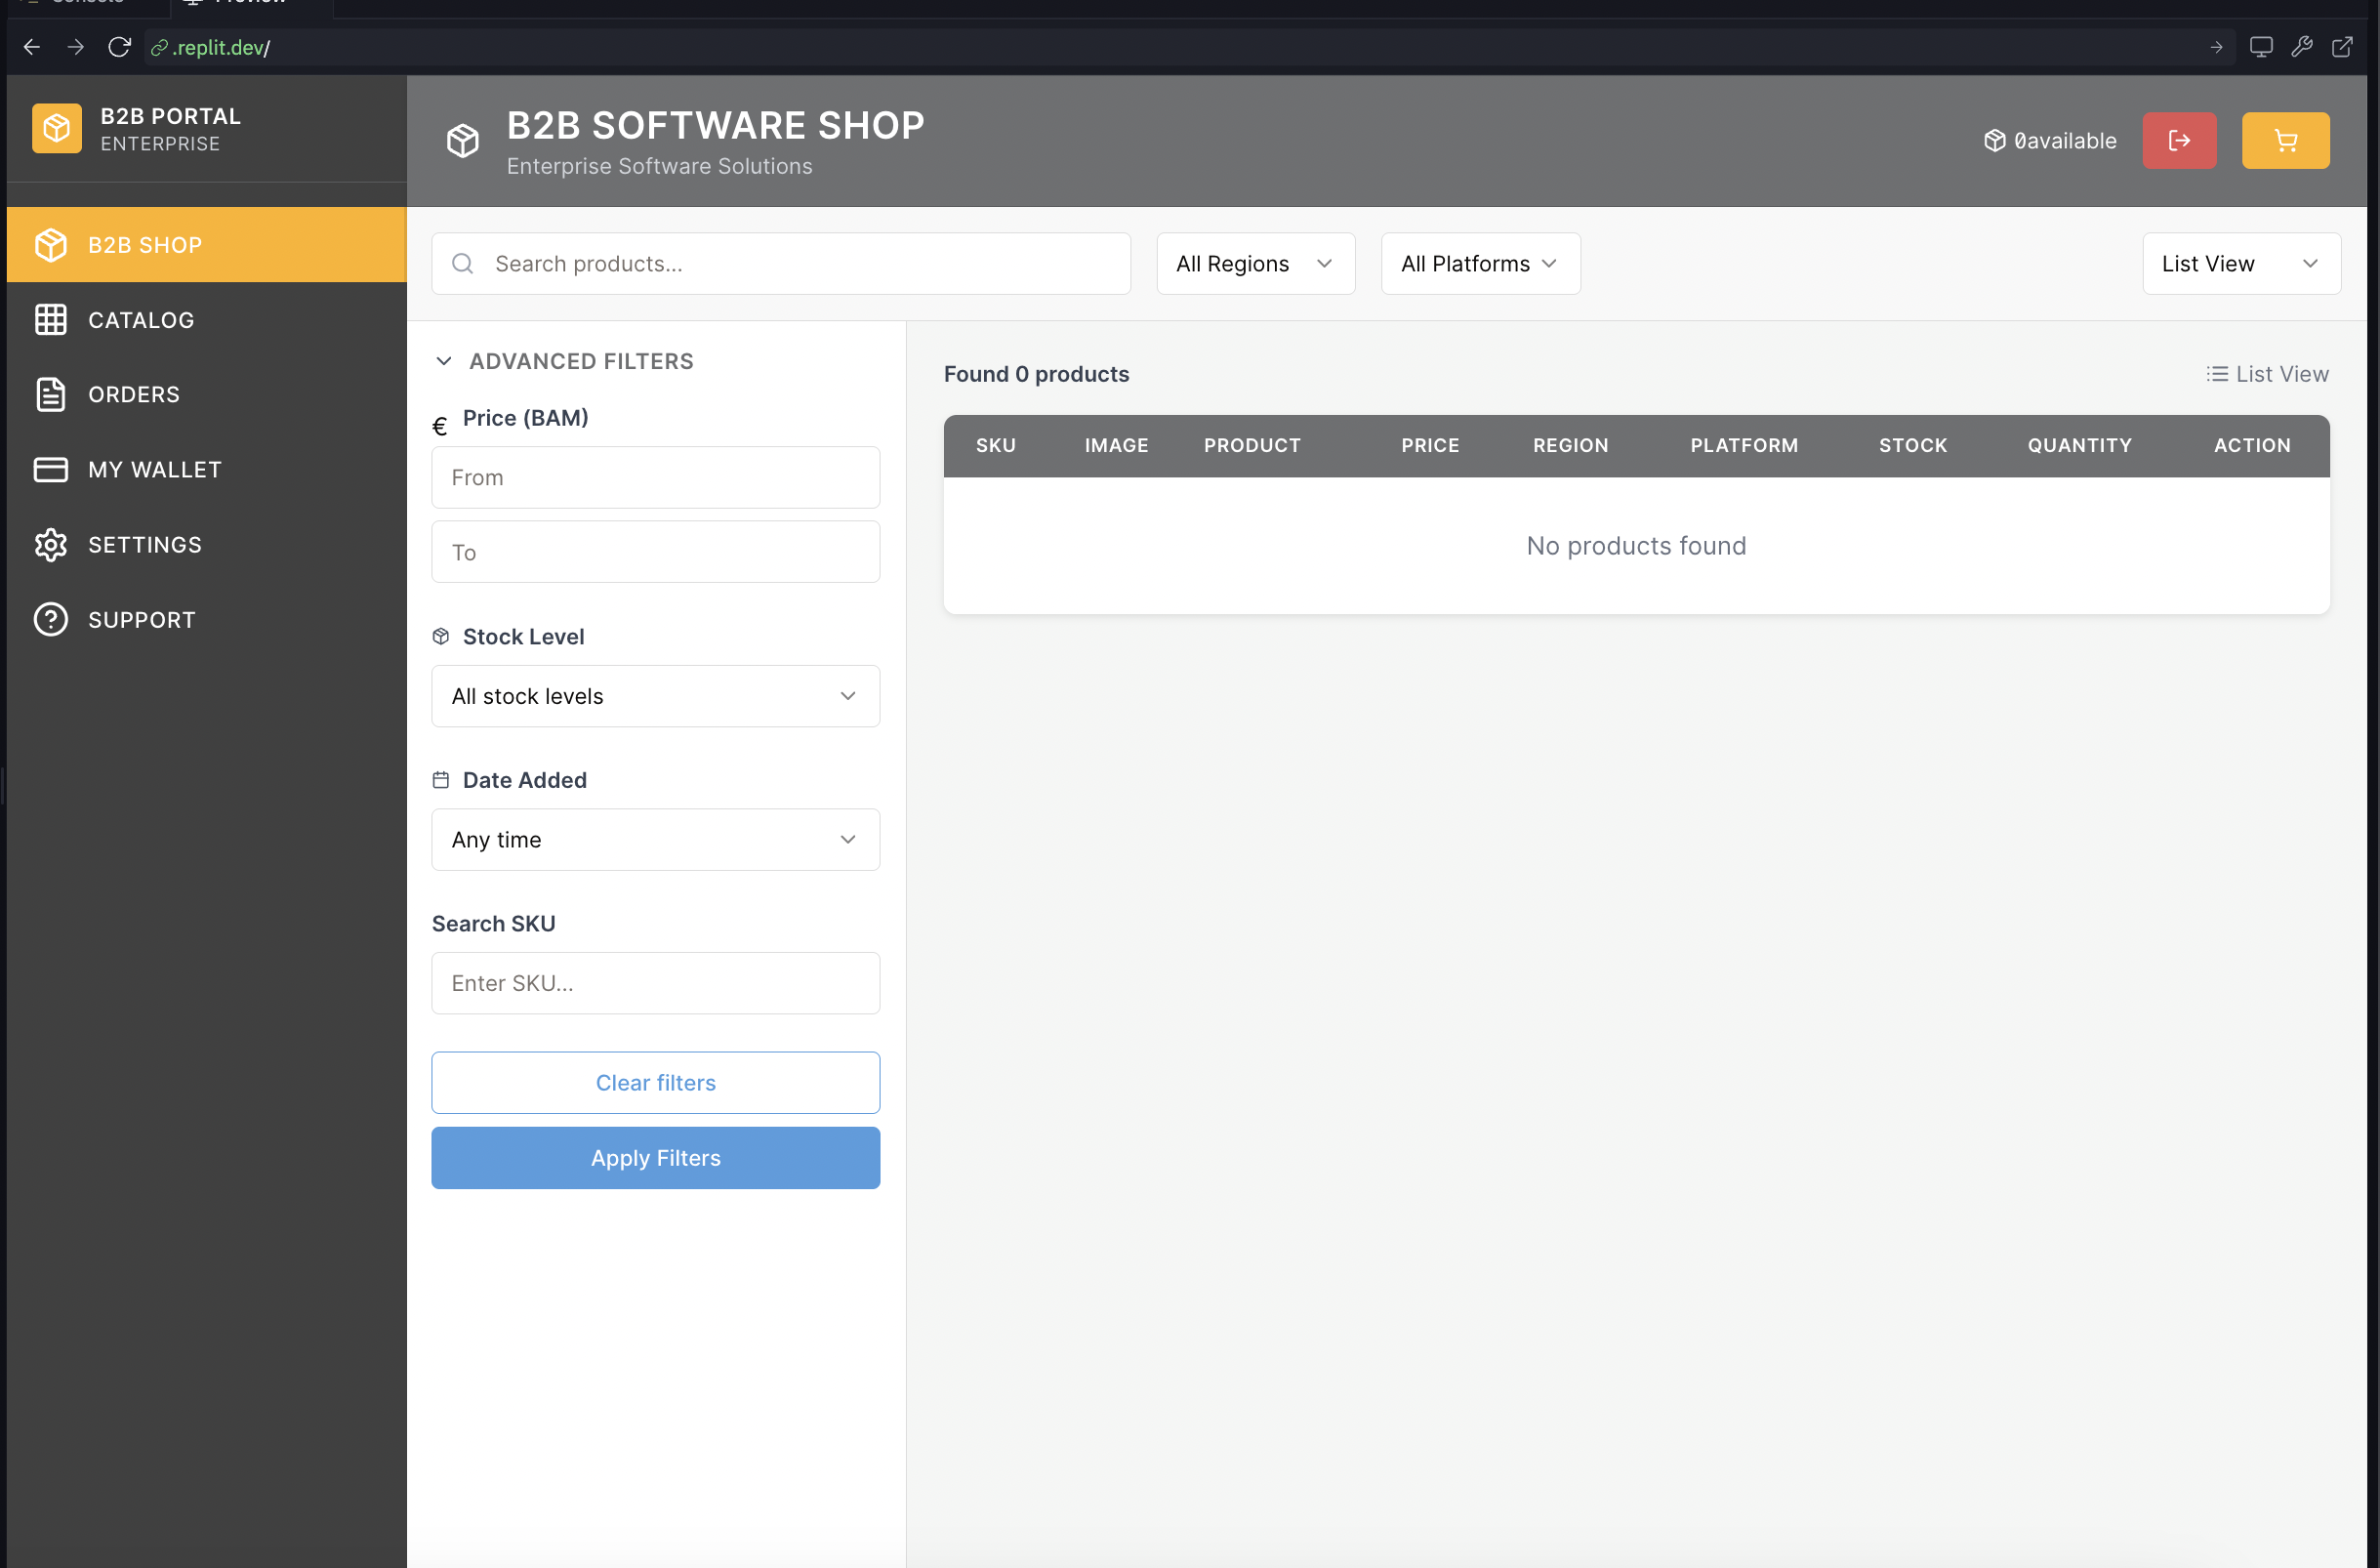 Console
Preview
.replit.dev/
B2B PORTAL
ENTERPRISE
B2B SOFTWARE SHOP
Enterprise Software Solutions
0available
B2B SHOP
CATALOG
ORDERS
MY WALLET
SETTINGS
SUPPORT
Search products...
All Regions
All Platforms
List View
ADVANCED FILTERS
€ Price (BAM)
From
To
Stock Level
All stock levels
Date Added
Any time
Search SKU
Enter SKU...
Clear filters
Apply Filters
Found 0 products
List View
SKU IMAGE PRODUCT PRICE REGION PLATFORM STOCK QUANTITY ACTION
No products found